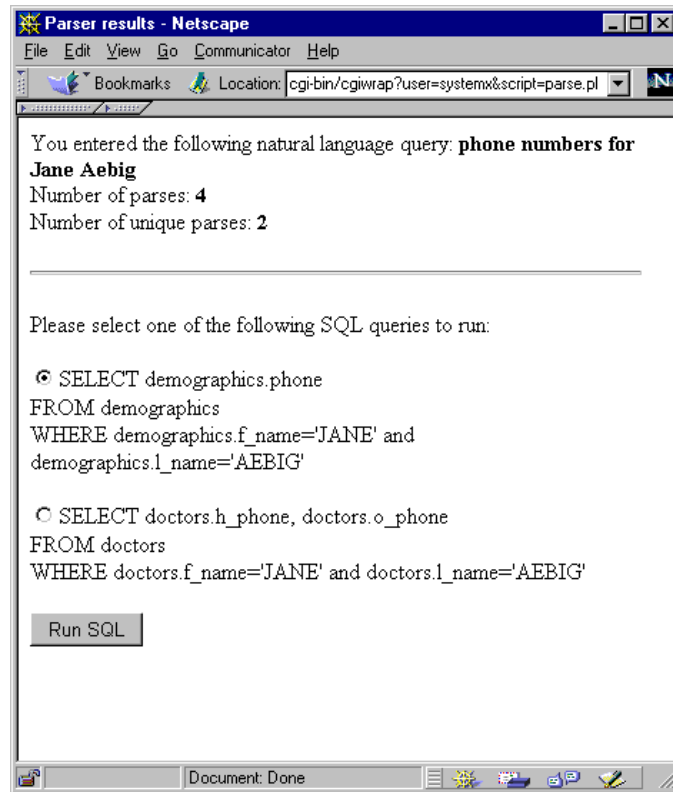 Parser results - Netscape
File Edit View Go Communicator Help
Bookmarks Location: cgi-bin/cgiwrap?user=systemx&script=parse.pl N
You entered the following natural language query: phone numbers for
Jane Aebig
Number of parses: 4
Number of unique parses: 2
Please select one of the following SQL queries to run:
SELECT demographics.phone
FROM demographics
WHERE demographics.f_name='JANE' and
demographics.l_name='AEBIG'
SELECT doctors.h_phone, doctors.o_phone
FROM doctors
WHERE doctors.f_name='JANE' and doctors.l_name='AEBIG'
Run SQL
Document: Done